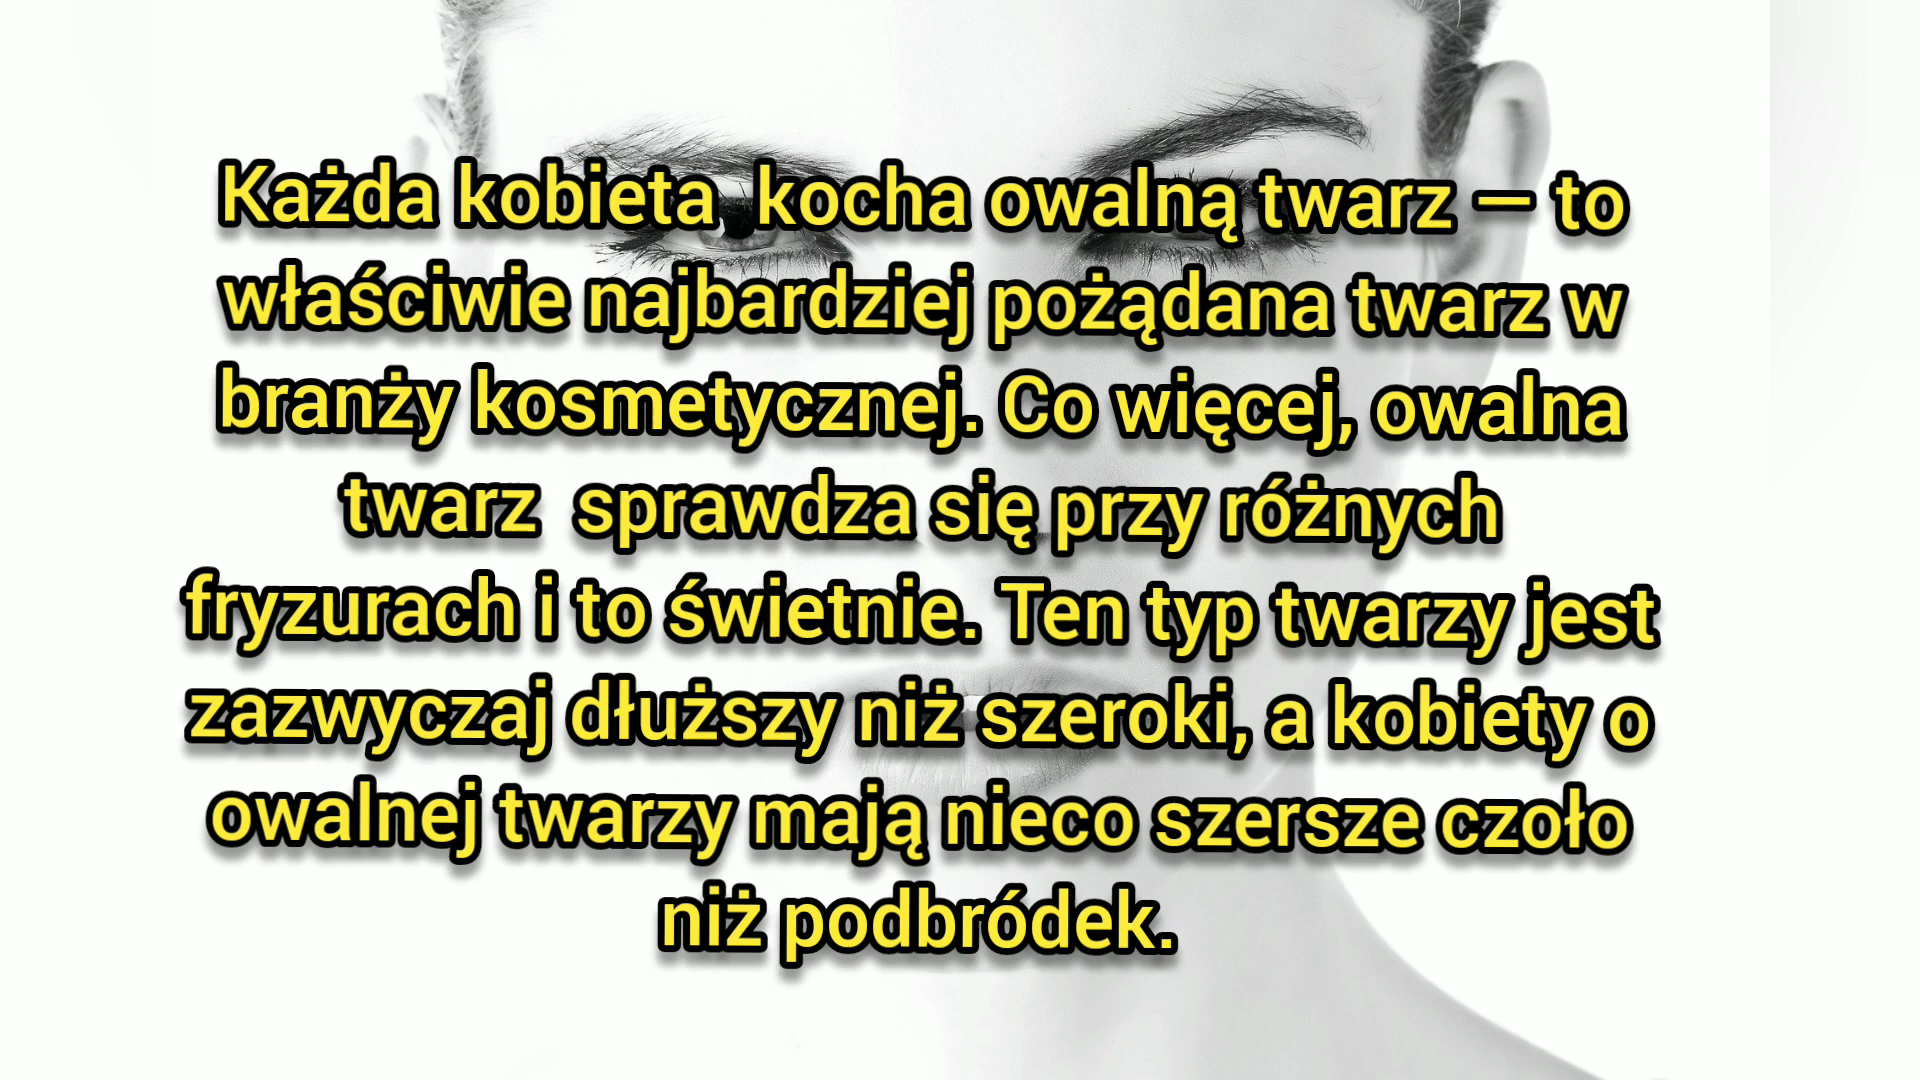 Każda kobieta kocha owalną twarz — to
właściwie najbardziej pożądana twarz w
branży kosmetycznej. Co więcej, owalna
twarz sprawdza się przy różnych
fryzurach i to świetnie. Ten typ twarzy jest
zazwyczaj dłuższy niż szeroki, a kobiety o
owalnej twarzy mają nieco szersze czoło
niż podbródek.